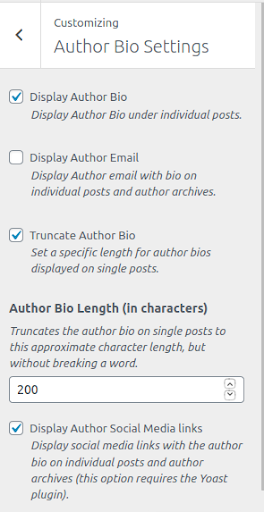 Customizing
Author Bio Settings
Display Author Bio
Display Author Bio under individual posts.
Display Author Email
Display Author email with bio on
individual posts and author archives.
Truncate Author Bio
Set a specific length for author bios
displayed on single posts.
Author Bio Length (in characters)
Truncates the author bio on single posts to
this approximate character length, but
without breaking a word.
200
Display Author Social Media links
Display social media links with the author
bio on individual posts and author
archives (this option requires the Yoast
plugin).